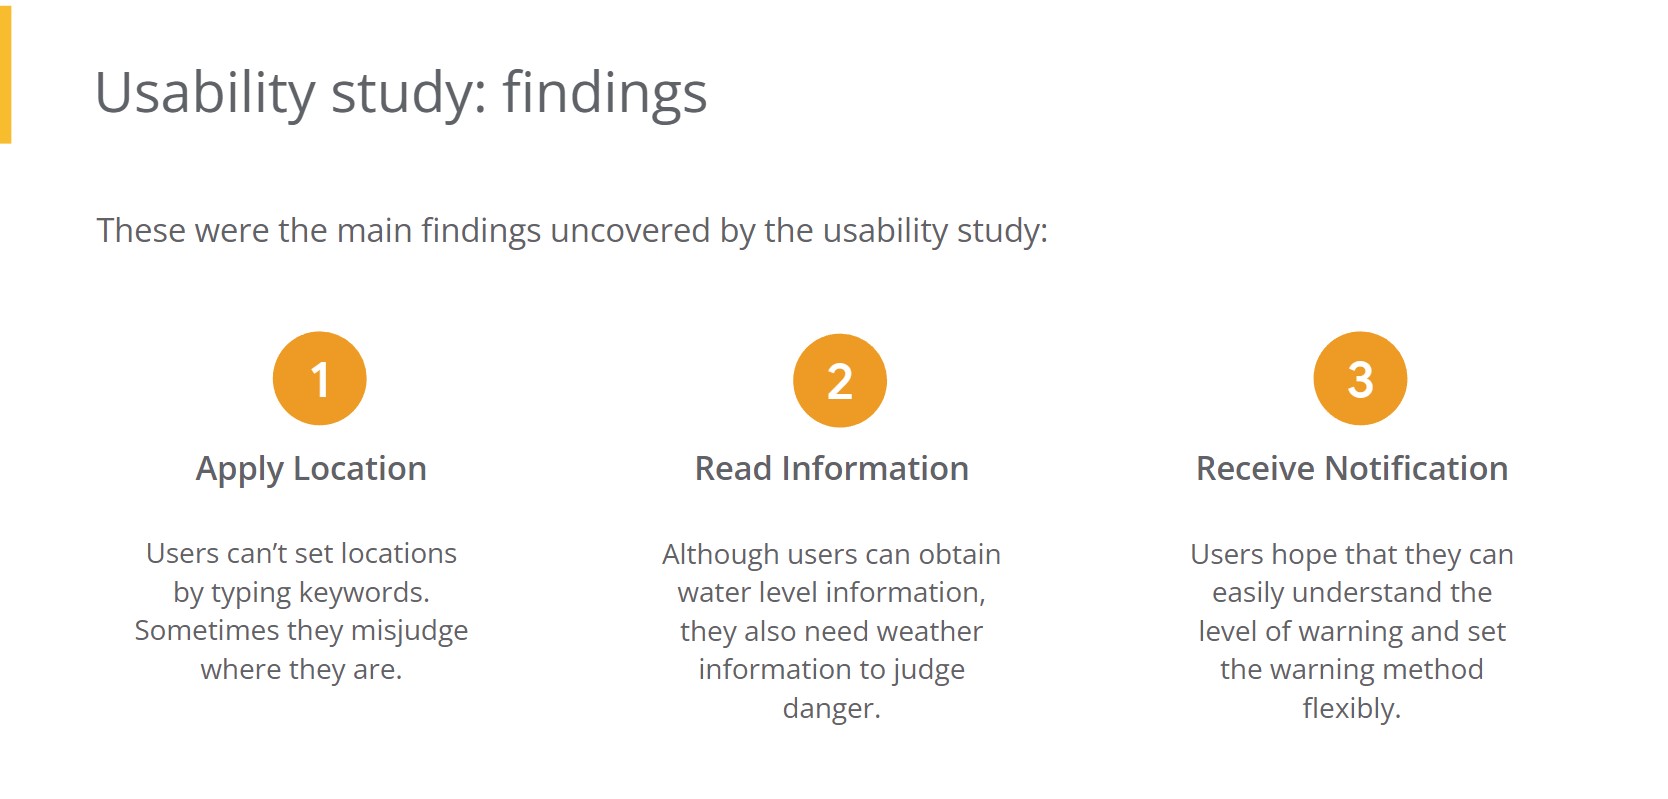 Usability study: findings
These were the main findings uncovered by the usability study:
1
Apply Location
Users can’t set locations
by typing keywords.
Sometimes they misjudge
where they are.
2
Read Information
Although users can obtain
water level information,
they also need weather
information to judge
danger.
3
Receive Notification
Users hope that they can
easily understand the
level of warning and set
the warning method
flexibly.